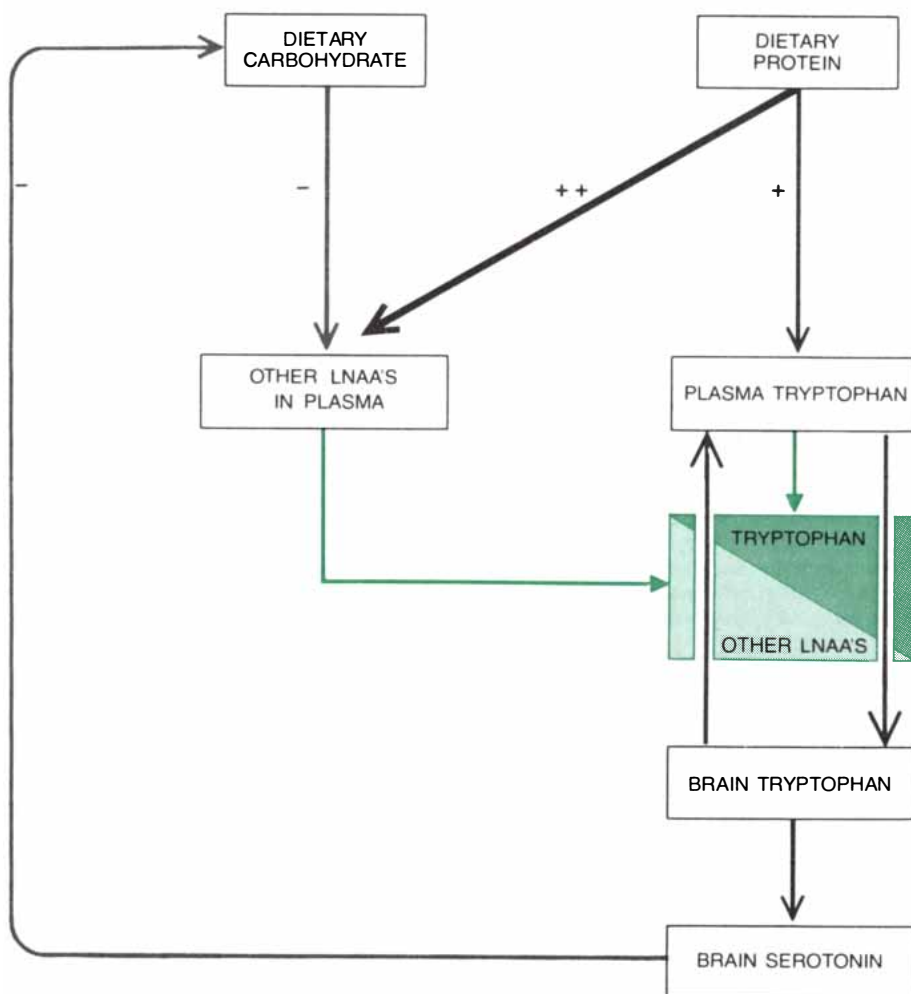 DIETARY
CARBOHYDRATE
DIETARY
PROTEIN
−
−
++
+
OTHER LNAA'S
IN PLASMA
PLASMA TRYPTOPHAN
TRYPTOPHAN
OTHER LNAA'S
BRAIN TRYPTOPHAN
BRAIN SEROTONIN